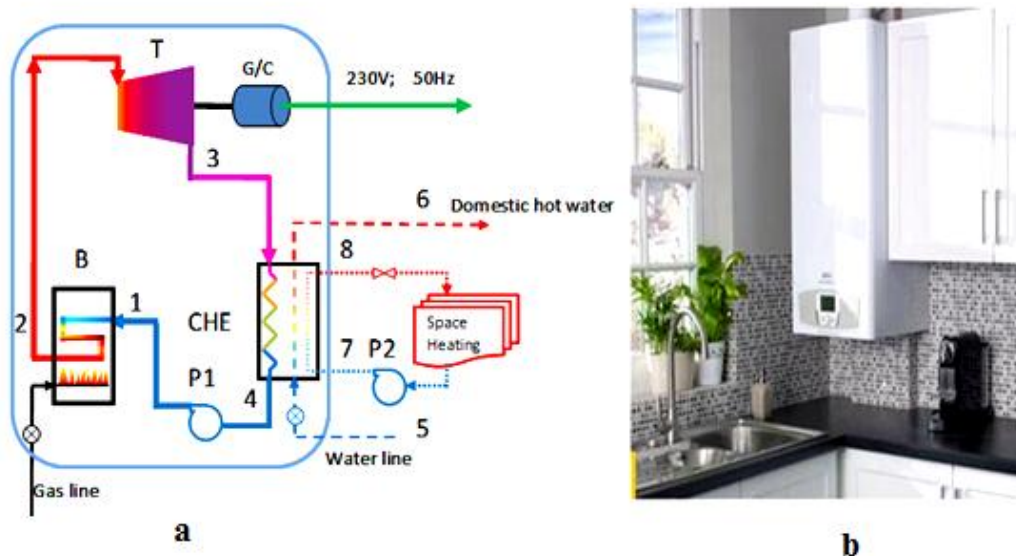 T
G/C
230V; 50Hz
3
6
Domestic hot water
8
B
1
CHE
Space
Heating
2
7
P2
P1
4
5
Water line
Gas line
a
b